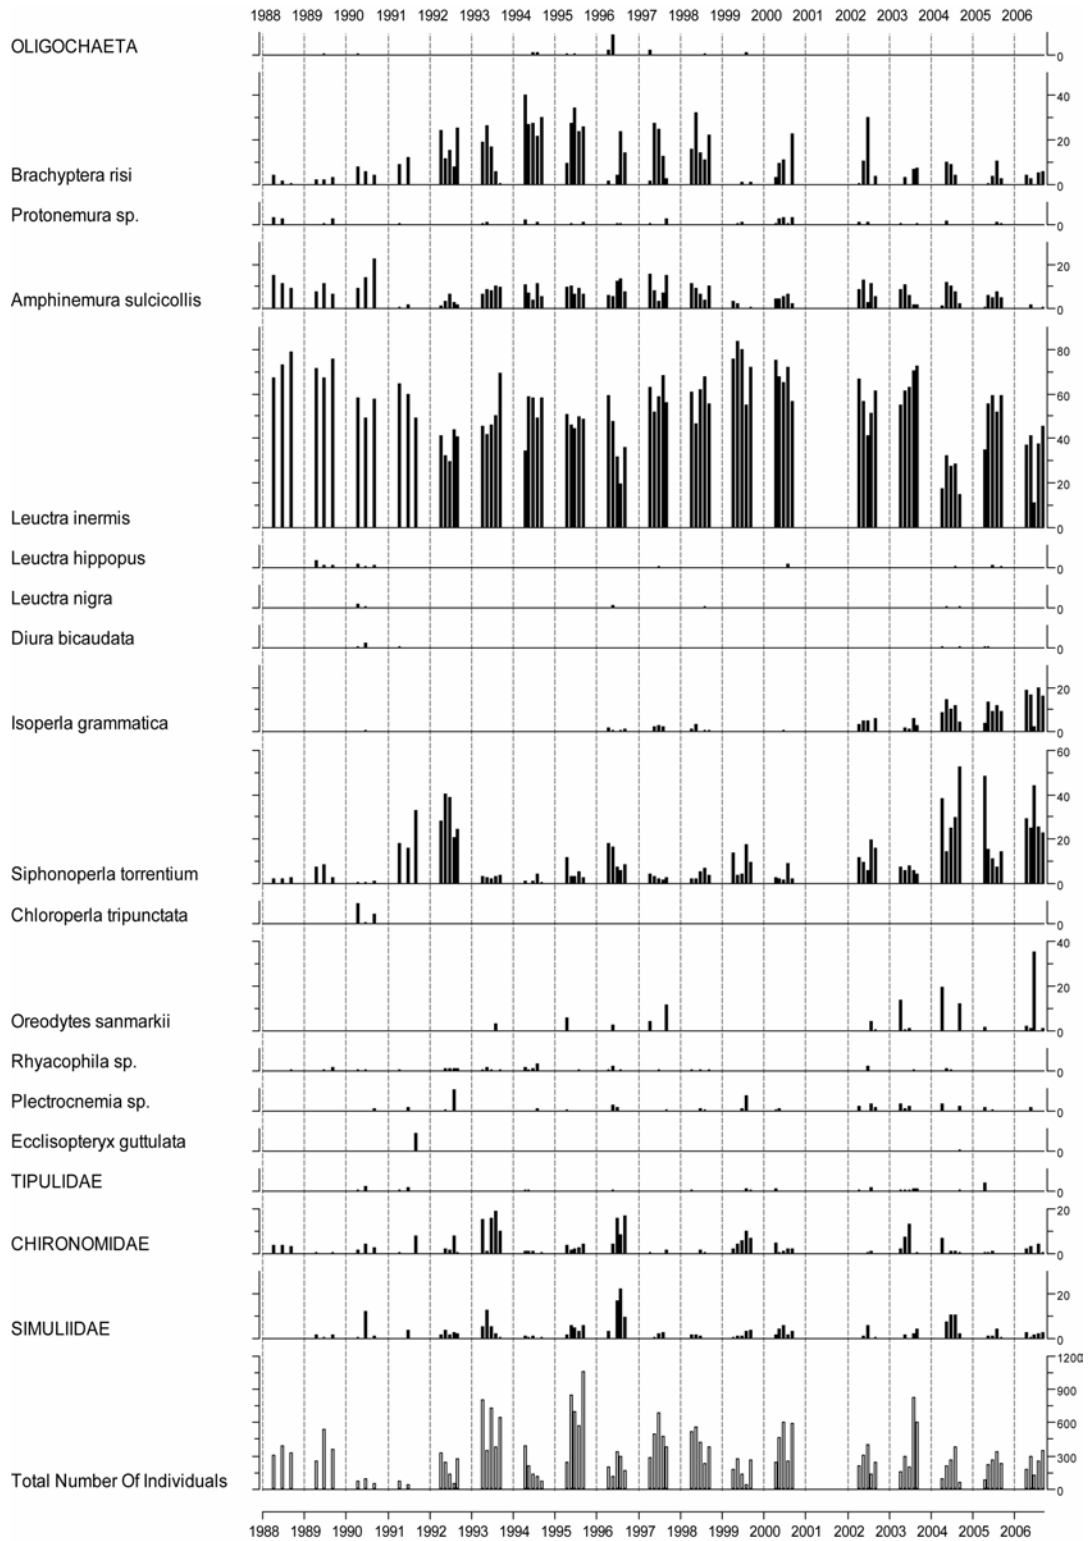 1988 1989 1990 1991 1992 1993 1994 1995 1996 1997 1998 1999 2000 2002 2003 2004 2005 2006
OLIGOCHAETA
0
40
20
Brachyptera risi
0
Protonemura sp.
0
20
Amphinemura sulcicollis
0
80
60
40
20
Leuctra inermis
0
Leuctra hippopus
0
Leuctra nigra
0
Diura bicaudata
0
20
Isoperla grammatica
0
60
40
20
Siphonoperla torrentium
0
Chloroperla tripunctata
0
40
20
Oreodytes sanmarkii
0
Rhyacophila sp.
0
Plectrocnemia sp.
0
Ecclisopteryx guttulata
0
TIPULIDAE
0
20
CHIRONOMIDAE
0
20
SIMULIIDAE
0
1200
900
600
300
Total Number Of Individuals
0
1988 1989 1990 1991 1992 1993 1994 1995 1996 1997 1998 1999 2000 2002 2003 2004 2005 2006